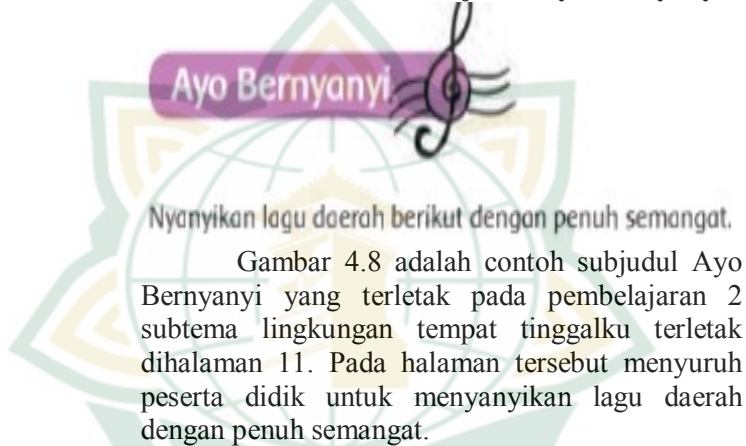 Ayo Bernyanyi
Nyanyikan lagu daerah berikut dengan penuh semangat.
Gambar 4.8 adalah contoh subjudul Ayo
Bernyanyi yang terletak pada pembelajaran 2
subtema lingkungan tempat tinggalku terletak
dihalaman 11. Pada halaman tersebut menyuruh
peserta didik untuk menyanyikan lagu daerah
dengan penuh semangat.